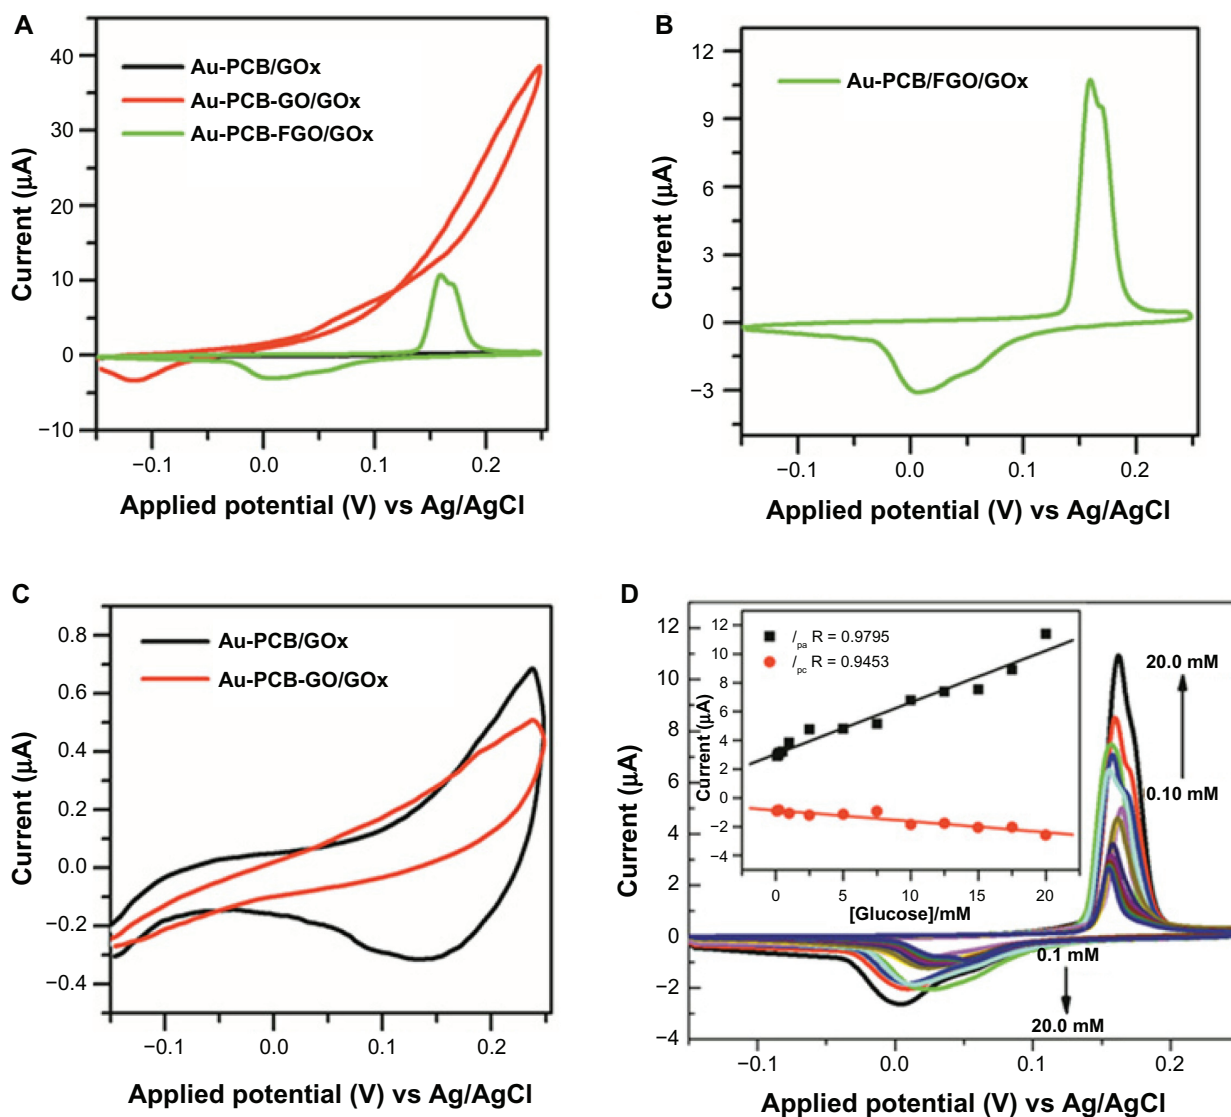 A
40
30
20
10
0
−10
Current (µA)
Au-PCB/GOx
Au-PCB-GO/GOx
Au-PCB-FGO/GOx
−0.1
0.0
0.1
0.2
Applied potential (V) vs Ag/AgCl
B
12
9
6
3
0
−3
Current (µA)
Au-PCB/FGO/GOx
−0.1
0.0
0.1
0.2
Applied potential (V) vs Ag/AgCl
C
0.8
0.6
0.4
0.2
0.0
−0.2
−0.4
Current (µA)
Au-PCB/GOx
Au-PCB-GO/GOx
−0.1
0.0
0.1
0.2
Applied potential (V) vs Ag/AgCl
D
12
10
8
6
4
2
0
−2
−4
Current (µA)
12
10
8
6
4
2
0
−2
−4
Current (µA)
Ipa R = 0.9795
Ipc R = 0.9453
0
5
10
15
20
[Glucose]/mM
20.0 mM
0.10 mM
0.1 mM
20.0 mM
−0.1
0.0
0.1
0.2
Applied potential (V) vs Ag/AgCl